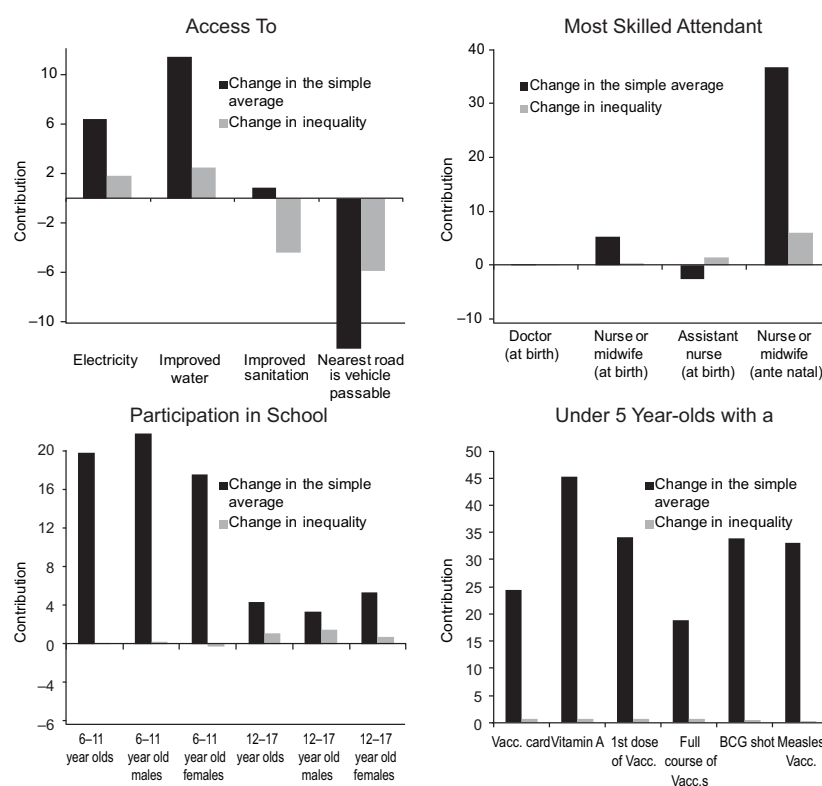 Access To
Contribution
10
6
2
–2
–6
–10
Change in the simple
average
Change in inequality
Electricity
Improved
water
Improved
sanitation
Nearest road
is vehicle
passable
Most Skilled Attendant
Contribution
40
30
20
10
0
–10
Change in the simple average
Change in inequality
Doctor
(at birth)
Nurse or
midwife
(at birth)
Assistant
nurse
(at birth)
Nurse or
midwife
(ante natal)
Participation in School
Contribution
20
16
12
8
4
0
–4
–6
Change in the simple
average
Change in inequality
6–11
year olds
6–11
year old
males
6–11
year old
females
12–17
year olds
12–17
year old
males
12–17
year old
females
Under 5 Year-olds with a
Contribution
50
45
40
35
30
25
20
15
10
5
0
Change in the simple
average
Change in inequality
Vacc. card
Vitamin A
1st dose
of Vacc.
Full
course of
Vacc.s
BCG shot
Measles
Vacc.